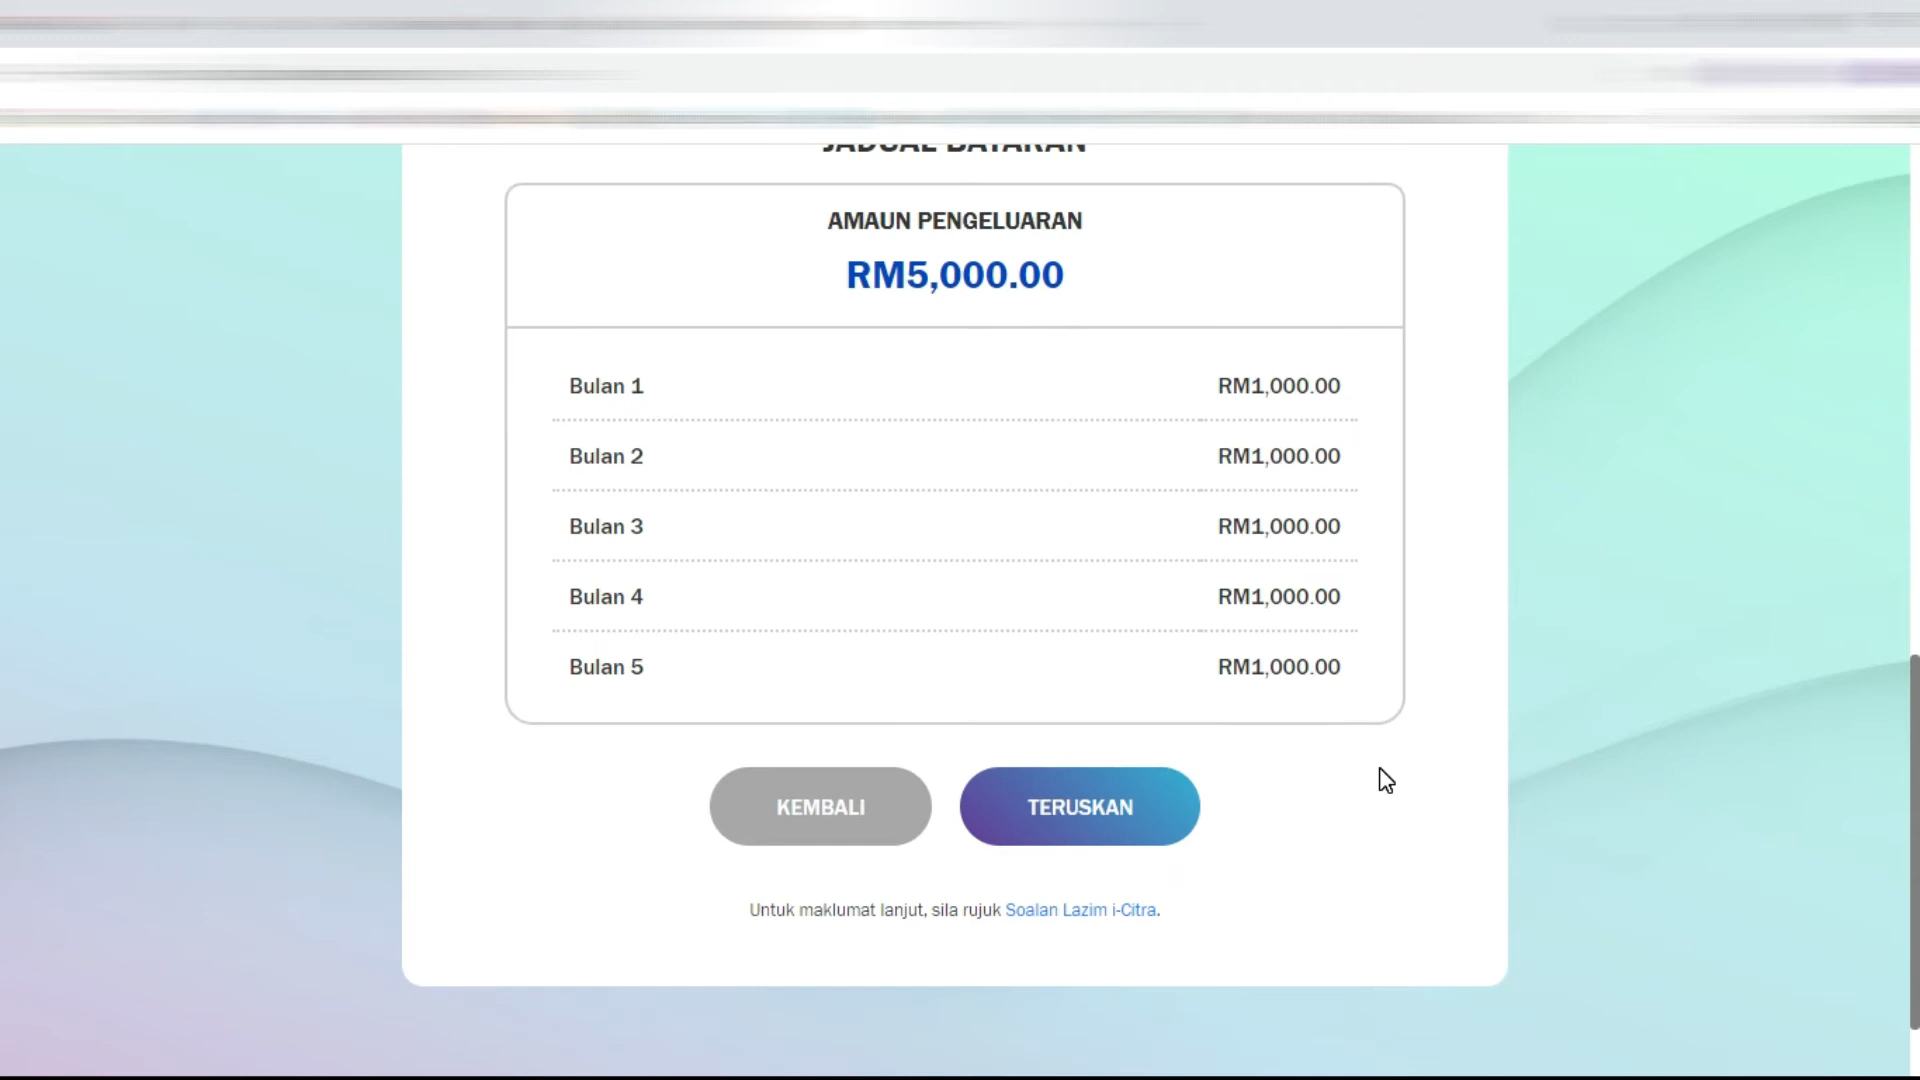 JADUAL BAYARAN
AMAUN PENGELUARAN
RM5,000.00
Bulan 1 RM1,000.00
Bulan 2 RM1,000.00
Bulan 3 RM1,000.00
Bulan 4 RM1,000.00
Bulan 5 RM1,000.00
KEMBALI TERUSKAN
Untuk maklumat lanjut, sila rujuk Soalan Lazim i-Citra.